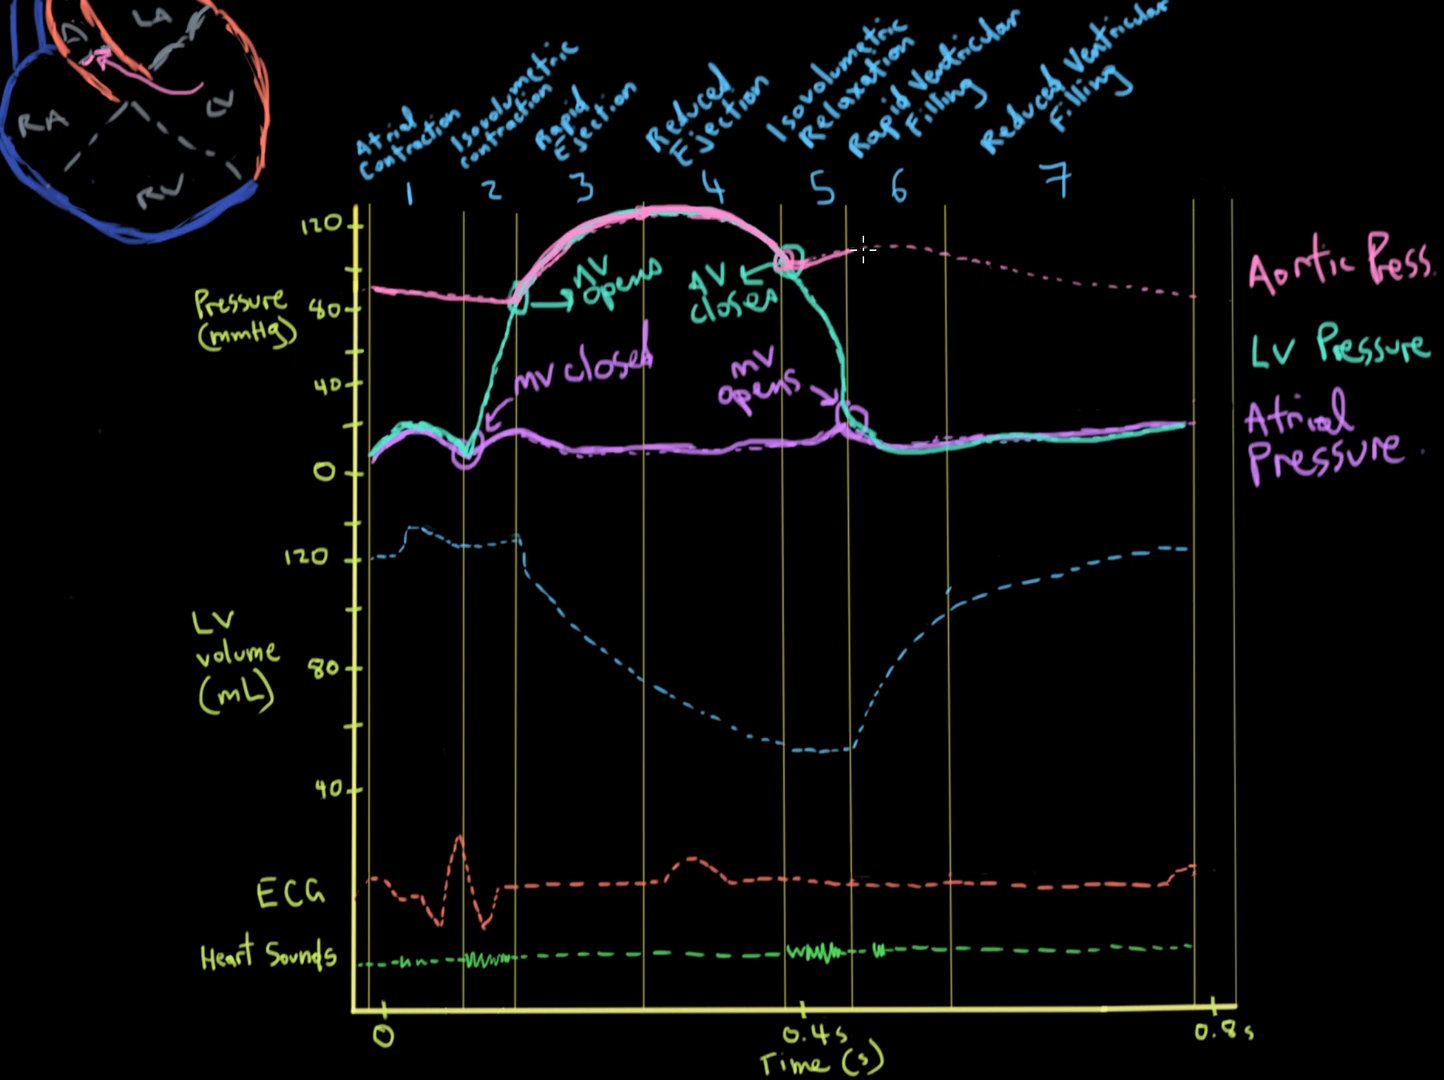 LA
A
LV
RA
RV
Atrial
Contraction
1
Isovolumetric
contraction
2
Rapid
Ejection
3
Reduced
Ejection
4
Isovolumetric
Relaxation
5
Rapid Ventricular
Filling
6
Reduced Ventricular
Filling
7
120
80
40
0
Pressure
(mmHg)
AV
opens
AV
closes
MV closed
MV
opens
Aortic Press.
LV Pressure
Atrial
Pressure.
120
80
40
LV
volume
(mL)
ECG
Heart Sounds
0
0.4s
0.8s
Time (s)